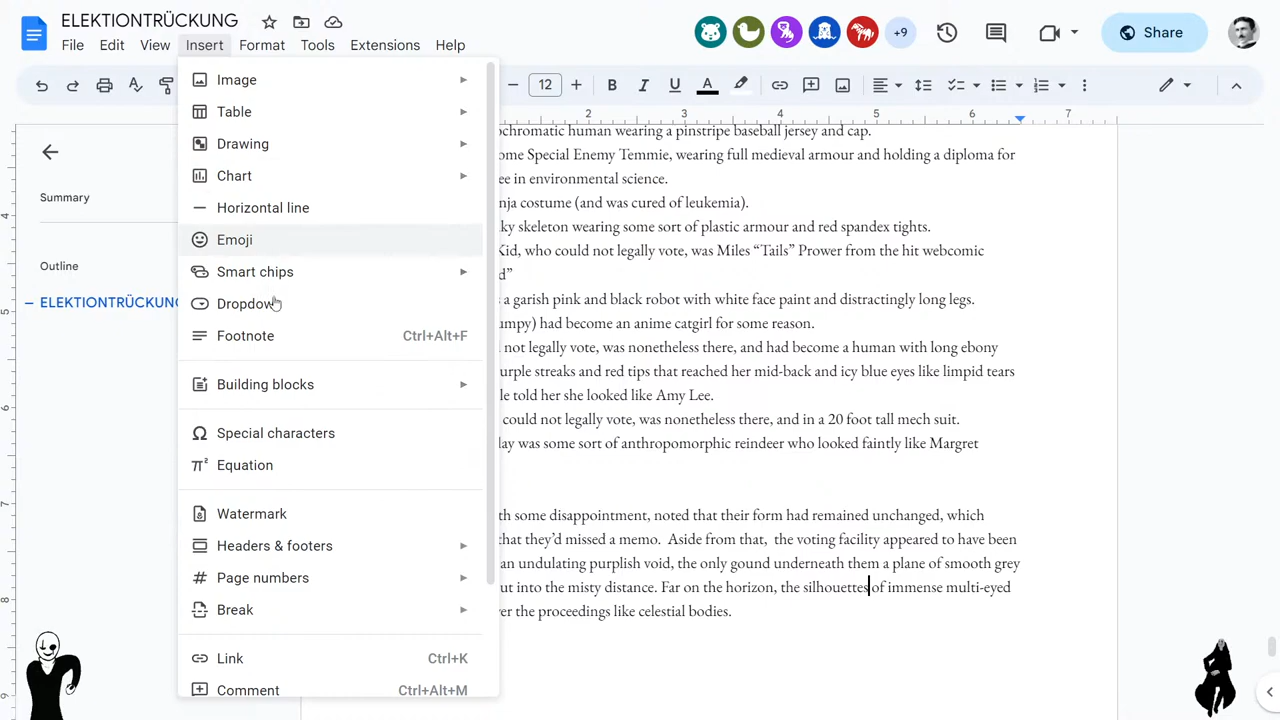 ELEKTIONTRÜCKUNG
File Edit View Insert Format Tools Extensions Help
+9
Share
12
B I U A
2 3 4 5 6 7
4
5
6
7
8
9
Summary
Outline
– ELEKTIONTRÜCKUNG
Image
Table
Drawing
Chart
Horizontal line
Emoji
Smart chips
Dropdown
Footnote Ctrl+Alt+F
Building blocks
Special characters
Equation
Watermark
Headers & footers
Page numbers
Break
Link Ctrl+K
Comment Ctrl+Alt+M
ochromatic human wearing a pinstripe baseball jersey and cap.
ome Special Enemy Temmie, wearing full medieval armour and holding a diploma for
ee in environmental science.
nja costume (and was cured of leukemia).
ky skeleton wearing some sort of plastic armour and red spandex tights.
Kid, who could not legally vote, was Miles “Tails” Prower from the hit webcomic
d”
s a garish pink and black robot with white face paint and distractingly long legs.
umpy) had become an anime catgirl for some reason.
l not legally vote, was nonetheless there, and had become a human with long ebony
urple streaks and red tips that reached her mid-back and icy blue eyes like limpid tears
le told her she looked like Amy Lee.
could not legally vote, was nonetheless there, and in a 20 foot tall mech suit.
lay was some sort of anthropomorphic reindeer who looked faintly like Margret
th some disappointment, noted that their form had remained unchanged, which
that they’d missed a memo. Aside from that, the voting facility appeared to have been
an undulating purplish void, the only gound underneath them a plane of smooth grey
ut into the misty distance. Far on the horizon, the silhouettes of immense multi-eyed
ver the proceedings like celestial bodies.